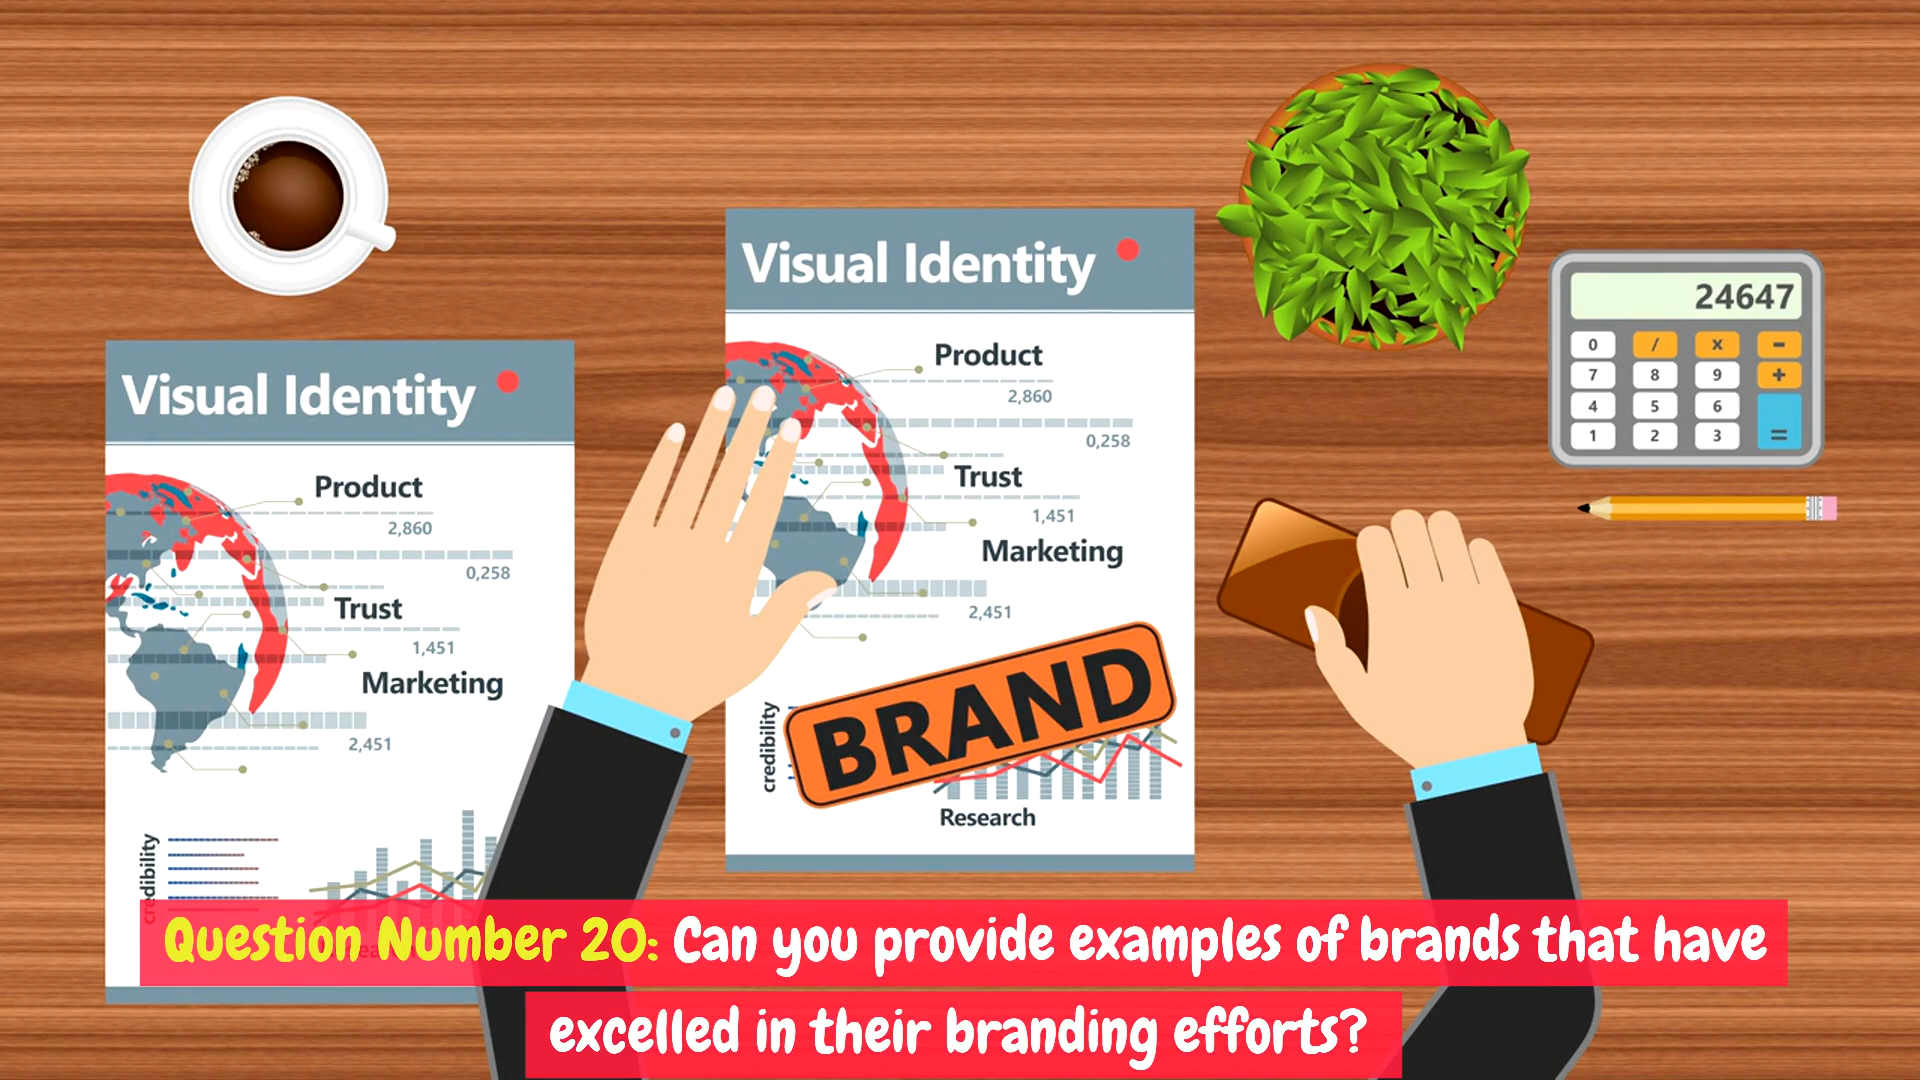 Visual Identity
Product
2,860
0,258
Trust
1,451
Marketing
2,451
credibility
Visual Identity
Product
2,860
0,258
Trust
1,451
Marketing
2,451
credibility
BRAND
Research
24647
0 / x -
7 8 9 +
4 5 6
1 2 3 =
Question Number 20: Can you provide examples of brands that have
excelled in their branding efforts?